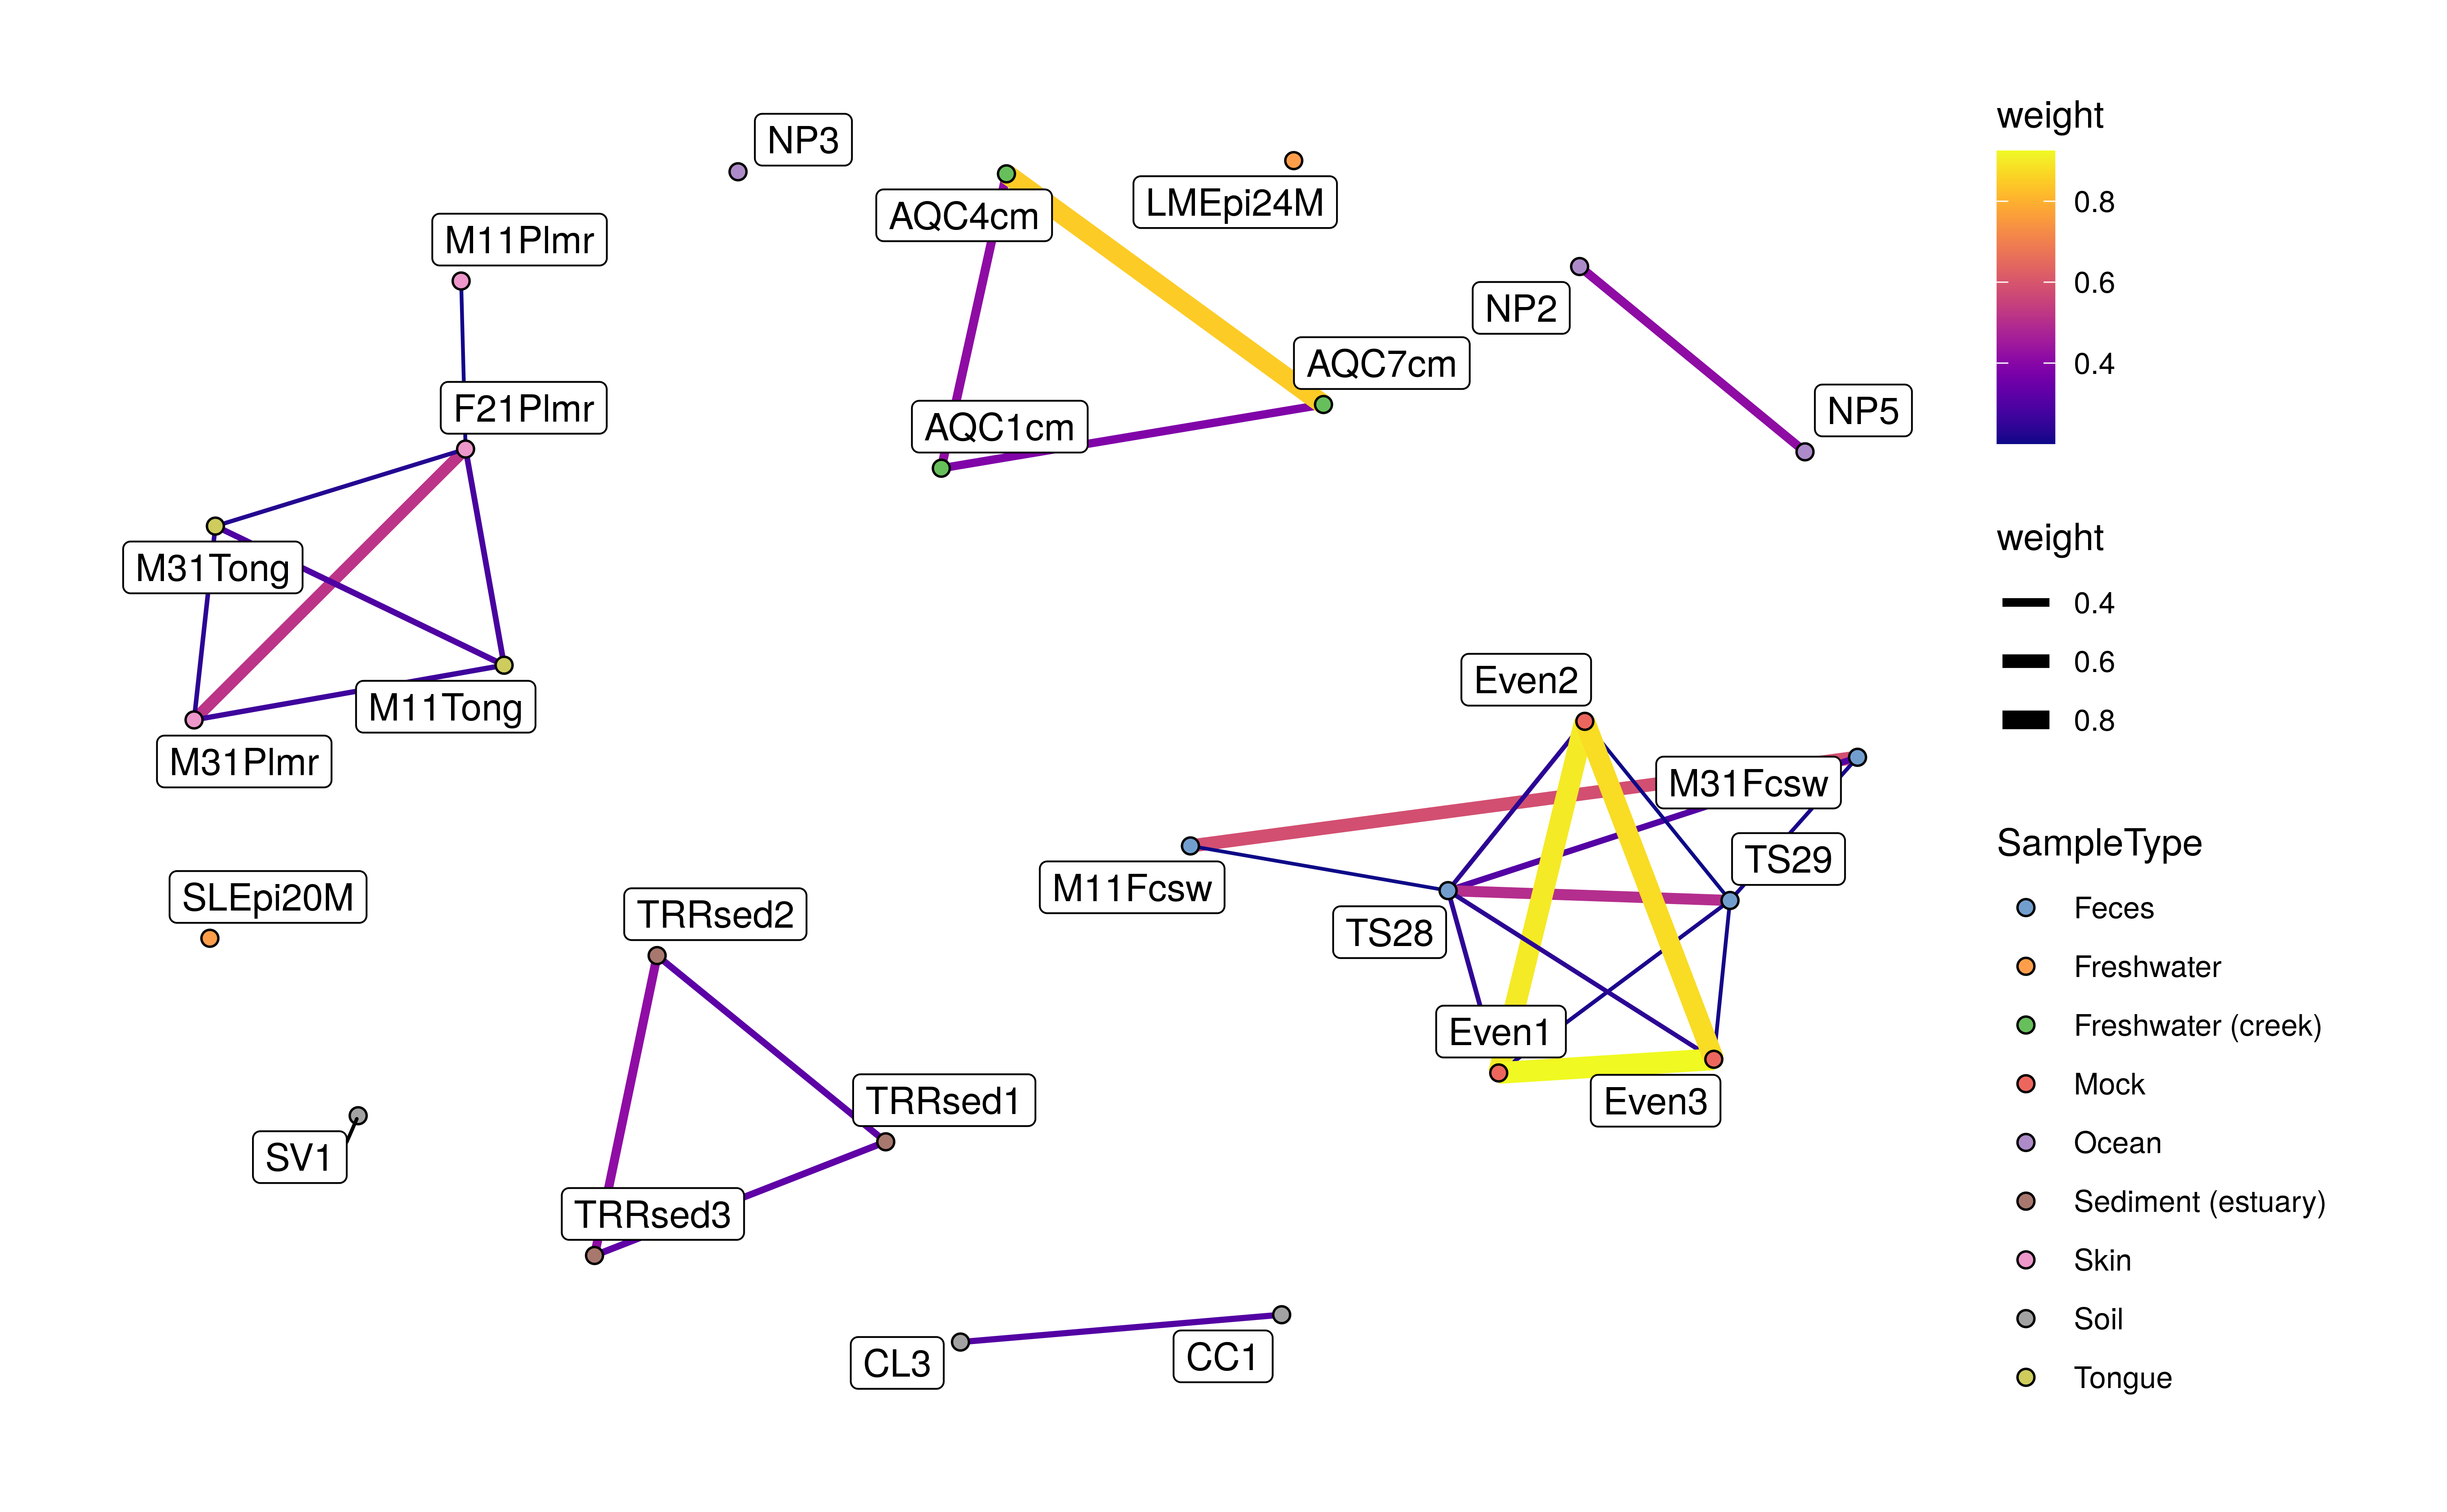 NP3
AQC4cm
LMEpi24M
M11Plmr
NP2
AQC7cm
F21Plmr
AQC1cm
NP5
M31Tong
M11Tong
M31Plmr
Even2
M31Fcsw
TS29
M11Fcsw
TS28
SLEpi20M
TRRsed2
Even1
Even3
TRRsed1
SV1
TRRsed3
CL3
CC1
weight
0.8
0.6
0.4
weight
0.4
0.6
0.8
SampleType
Feces
Freshwater
Freshwater (creek)
Mock
Ocean
Sediment (estuary)
Skin
Soil
Tongue